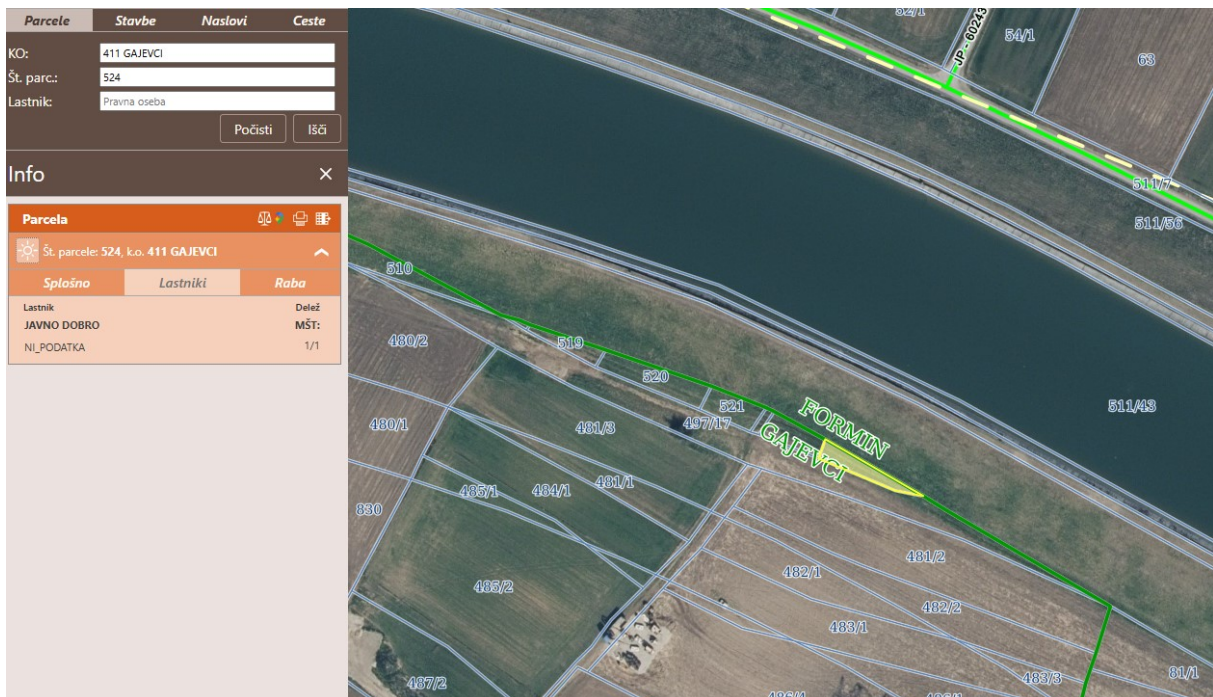 Parcele Stavbe Naslovi Ceste
KO: 411 GAJEVCI
Št. parc.: 524
Lastnik: Pravna oseba
Počisti Išči
Info
Parcela
Št. parcele: 524, k.o. 411 GAJEVCI
Splošno Lastniki Raba
Lastnik Delež
JAVNO DOBRO MŠT:
NI_PODATKA 1/1
52/1
JP - 60243
54/1
63
511/7
511/56
510
480/2
519
520
521
497/17
511/43
FORMIN
GAJEVCI
480/1
481/3
485/1
484/1
481/1
830
481/2
482/1
485/2
482/2
483/1
487/2
483/3
81/1